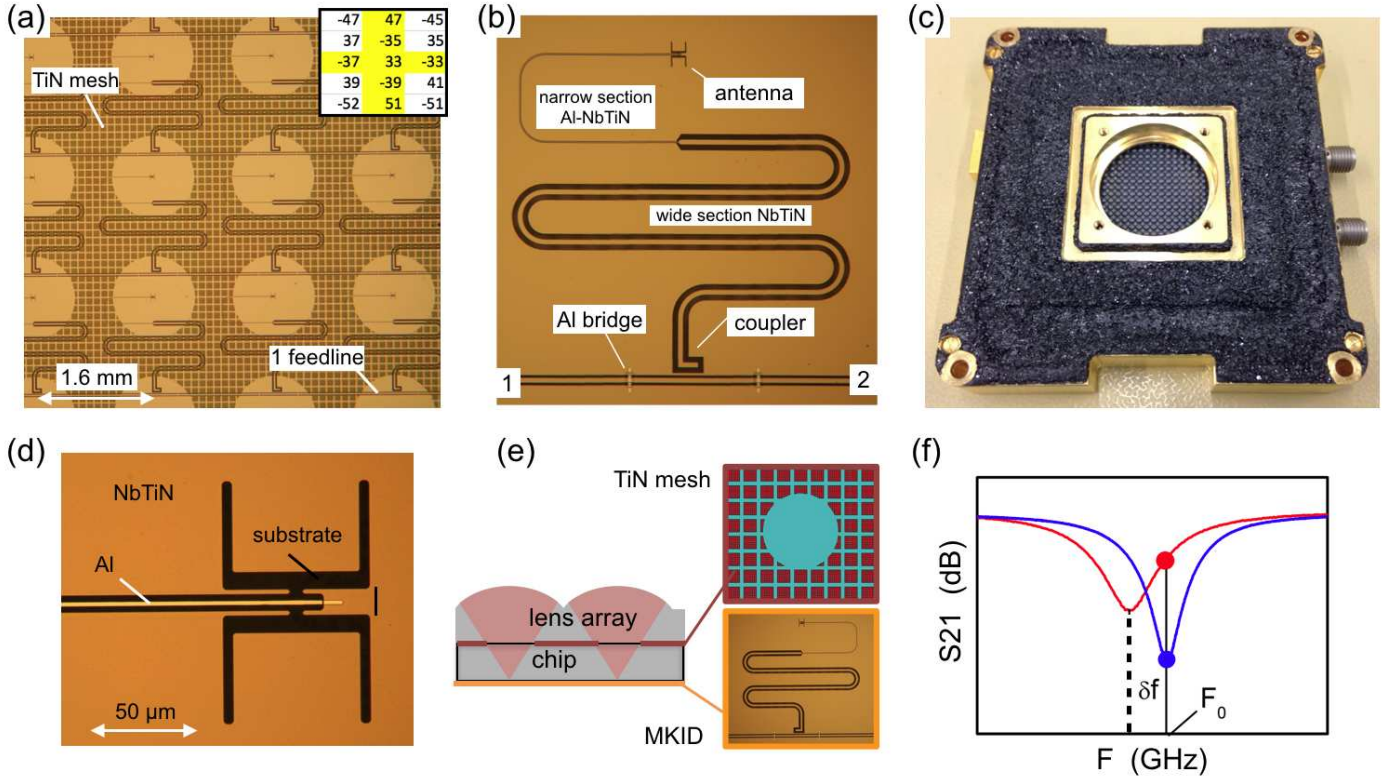 (a)
-47 47 -45
37 -35 35
-37 33 -33
39 -39 41
-52 51 -51
TiN mesh
1 feedline
1.6 mm
(b)
antenna
narrow section
Al-NbTiN
wide section NbTiN
Al bridge
coupler
1
2
(c)
(d)
NbTiN
substrate
Al
50 µm
(e)
TiN mesh
lens array
chip
MKID
(f)
S21 (dB)
δf
F0
F (GHz)